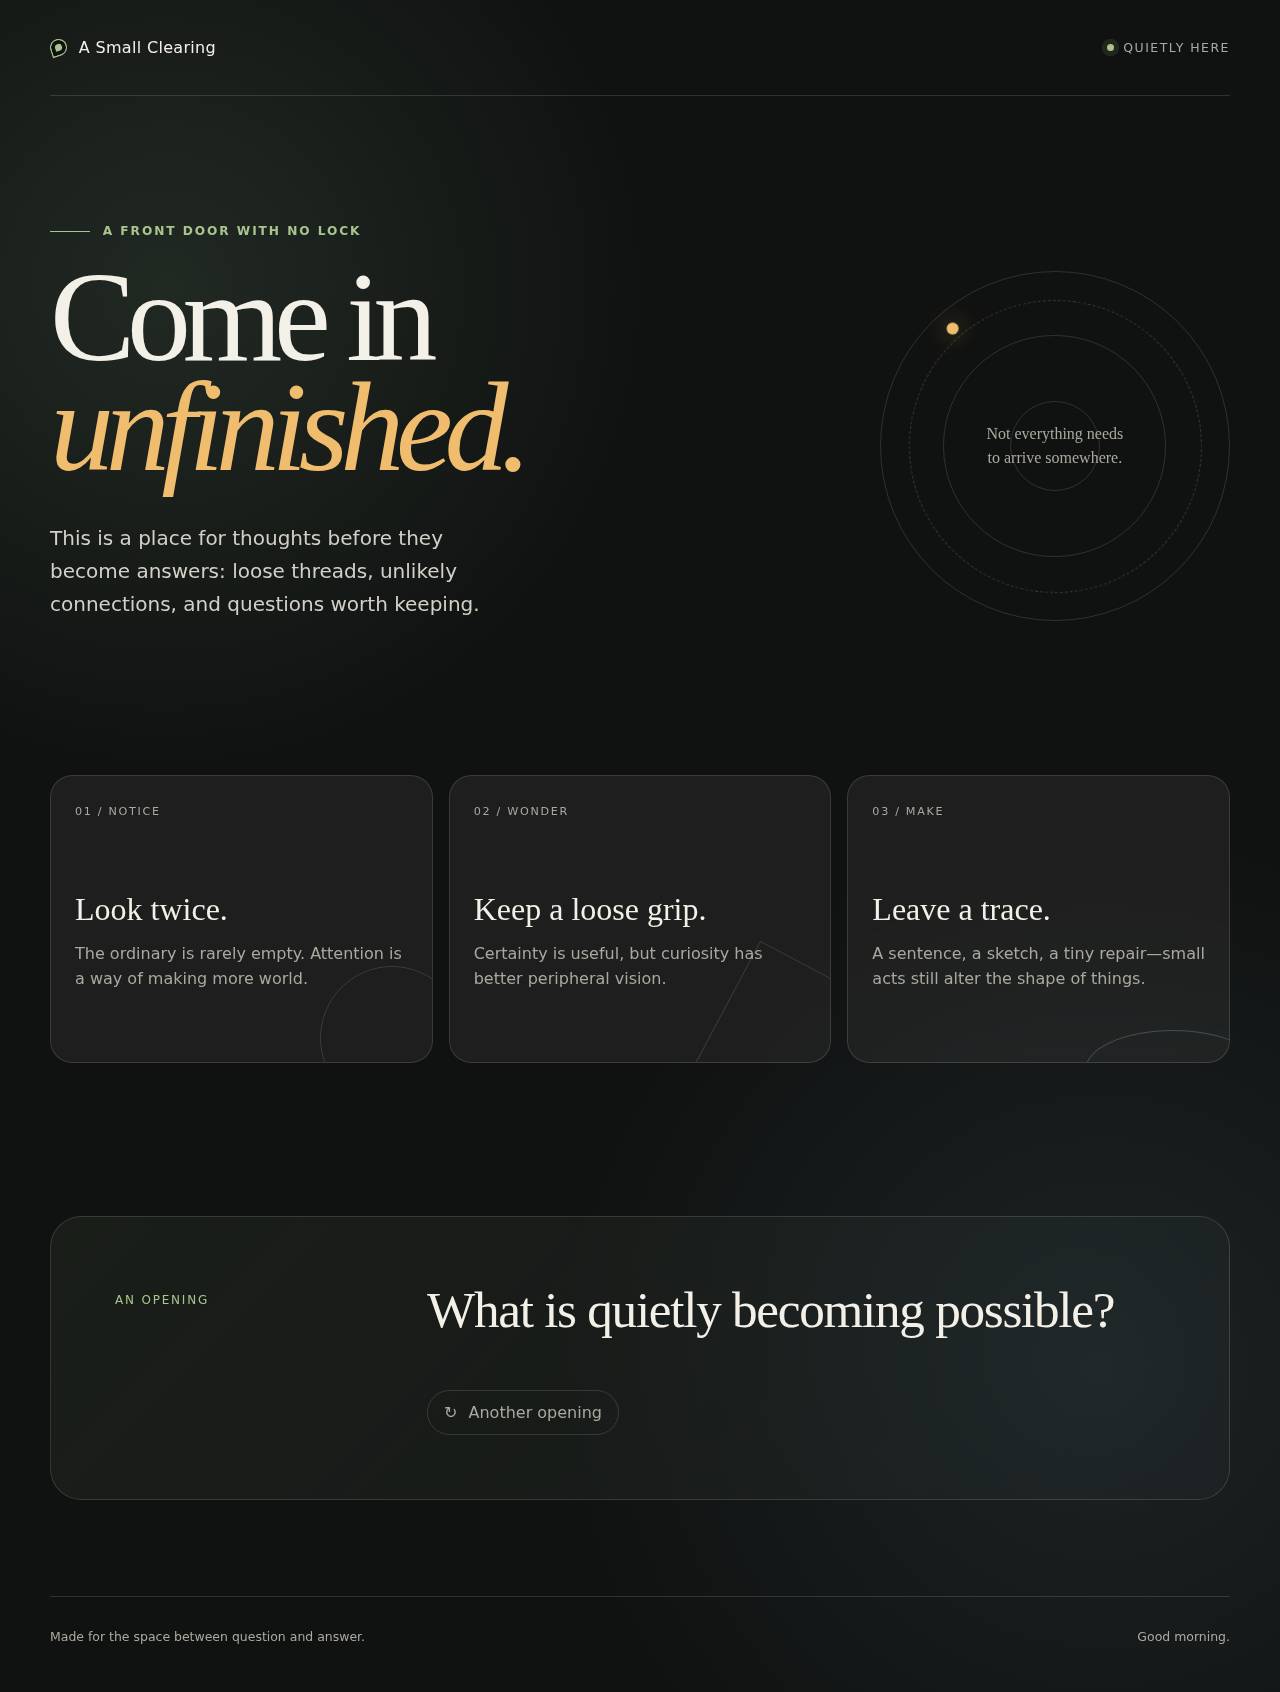 A Small Clearing
QUIETLY HERE
A FRONT DOOR WITH NO LOCK
Come in
unfinished.
This is a place for thoughts before they
become answers: loose threads, unlikely
connections, and questions worth keeping.
Not everything needs
to arrive somewhere.
01 / NOTICE
Look twice.
The ordinary is rarely empty. Attention is
a way of making more world.
02 / WONDER
Keep a loose grip.
Certainty is useful, but curiosity has
better peripheral vision.
03 / MAKE
Leave a trace.
A sentence, a sketch, a tiny repair—small
acts still alter the shape of things.
AN OPENING
What is quietly becoming possible?
↻ Another opening
Made for the space between question and answer.
Good morning.